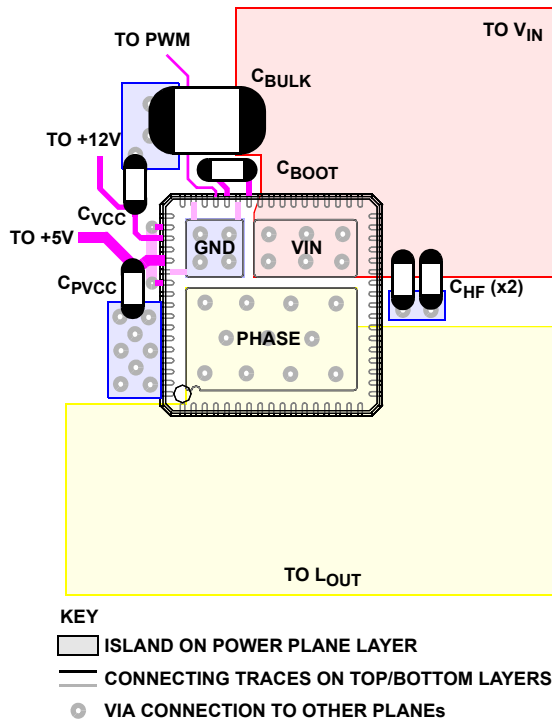 TO PWM
TO VIN
CBULK
TO +12V
CBOOT
CVCC
TO +5V
GND
VIN
CPVCC
CHF (x2)
PHASE
TO LOUT
KEY
ISLAND ON POWER PLANE LAYER
CONNECTING TRACES ON TOP/BOTTOM LAYERS
VIA CONNECTION TO OTHER PLANEs